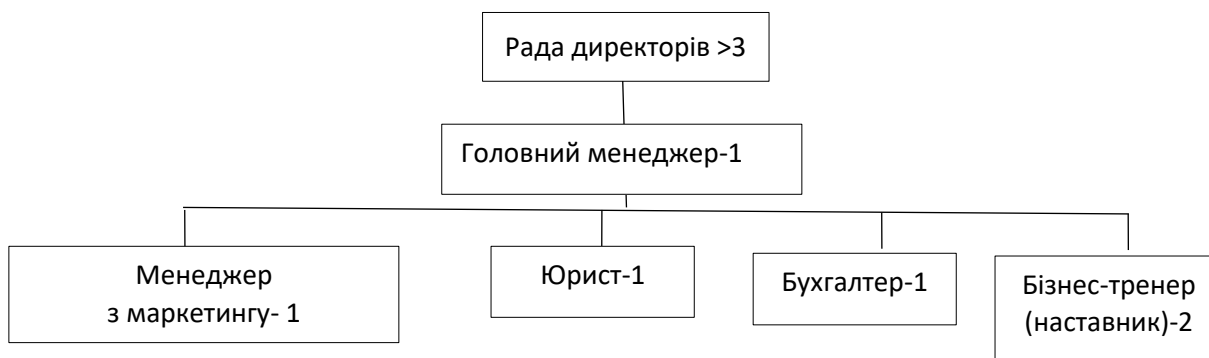 Рада директорів >3
Головний менеджер-1
Менеджер
з маркетингу- 1
Юрист-1
Бухгалтер-1
Бізнес-тренер
(наставник)-2